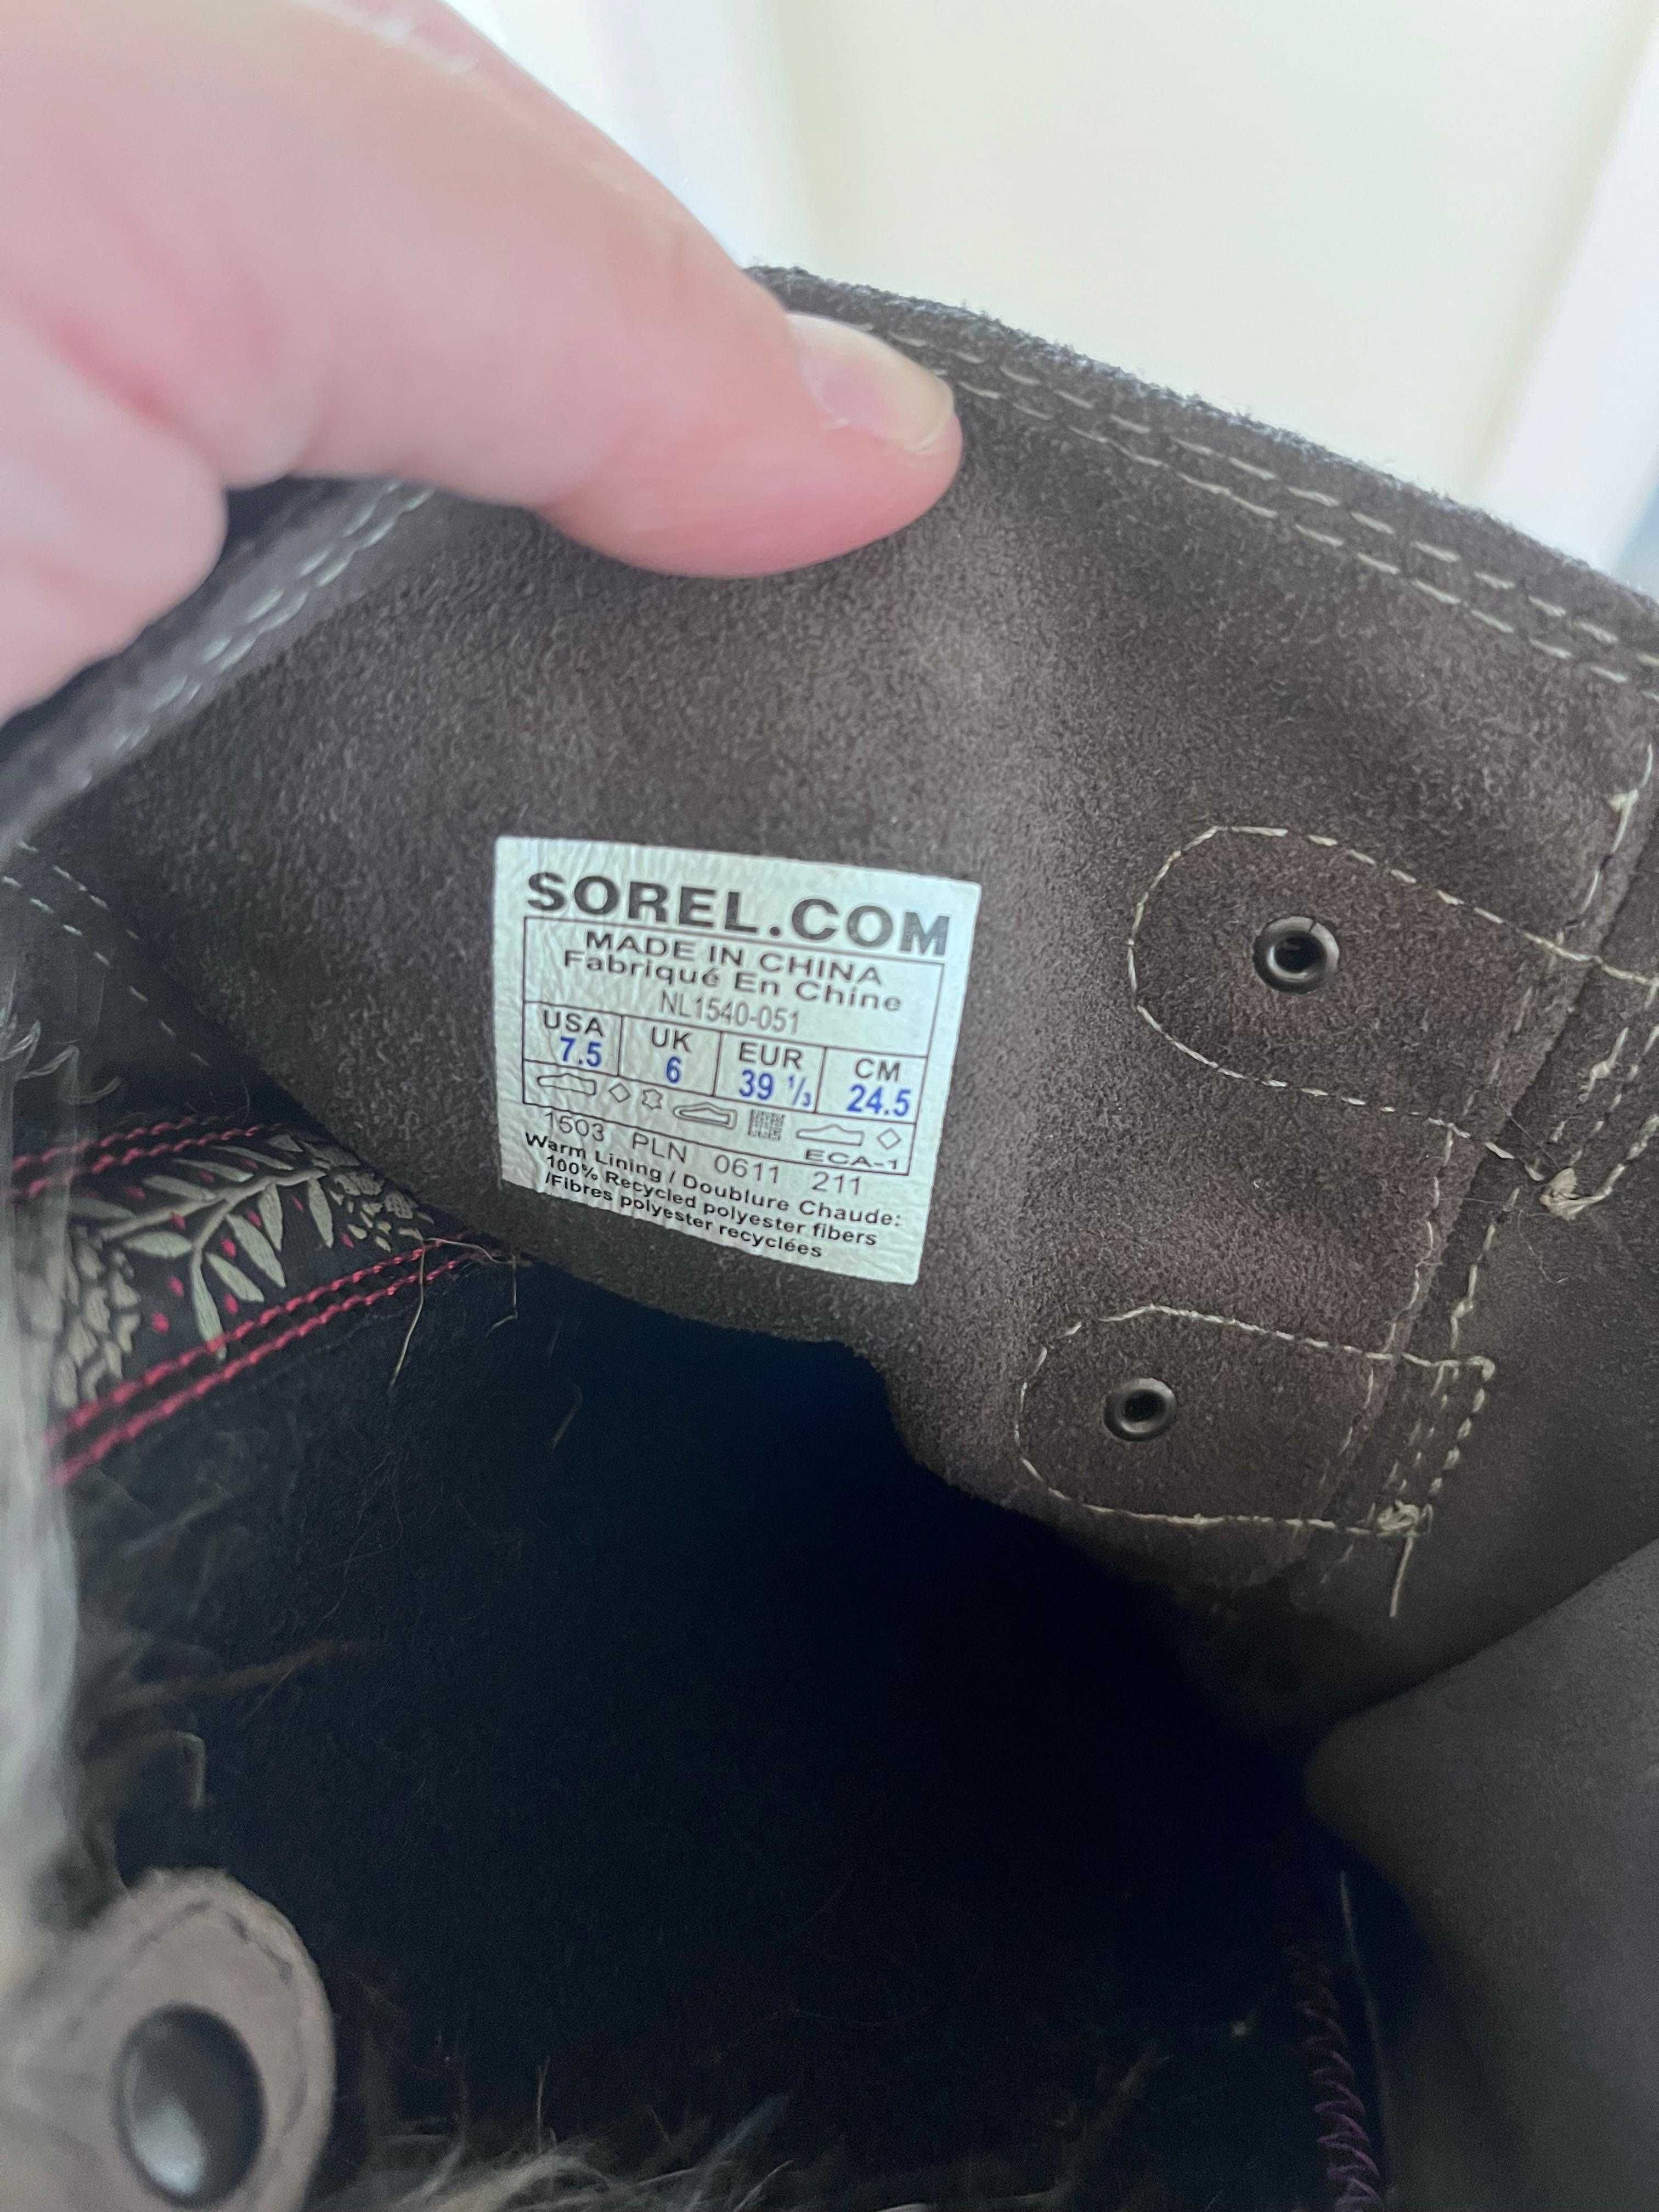 SOREL.COM
MADE IN CHINA
Fabriqué En Chine
NL1540-051
USA UK EUR CM
7.5 6 39 ⅓ 24.5
ECA-1
1503 PLN 0611 211
Warm Lining / Doublure Chaude:
100% Recycled polyester fibers
/Fibres polyester recyclées